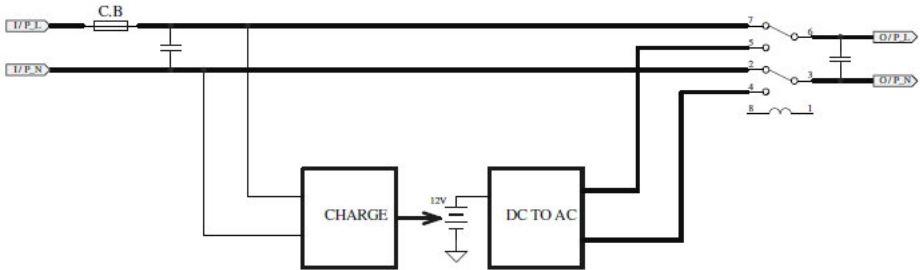 I/P_L
C.B
7
6
O/P_L
5
I/P_N
2
3
O/P_N
4
8
1
12V
CHARGE
DC TO AC